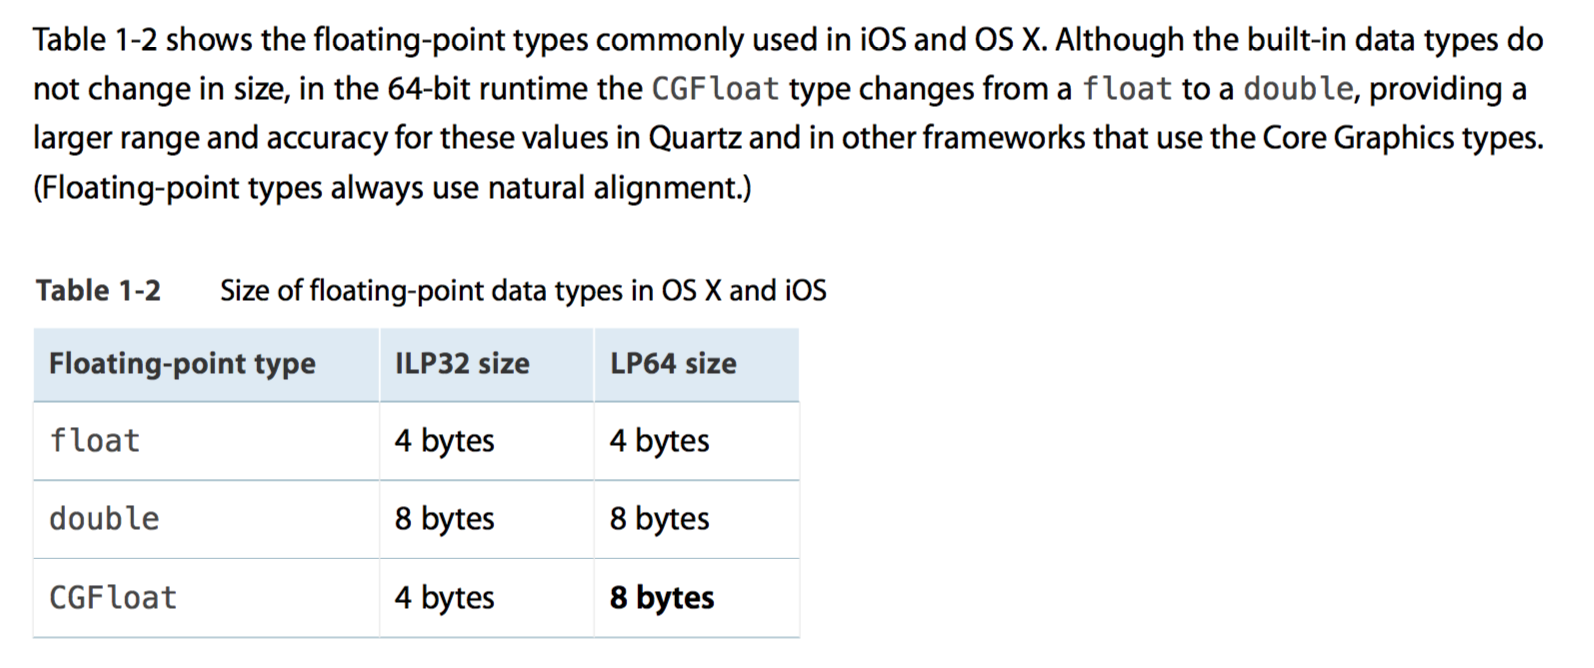 Table 1-2 shows the floating-point types commonly used in iOS and OS X. Although the built-in data types do
not change in size, in the 64-bit runtime the CGFloat type changes from a float to a double, providing a
larger range and accuracy for these values in Quartz and in other frameworks that use the Core Graphics types.
(Floating-point types always use natural alignment.)
Table 1-2 Size of floating-point data types in OS X and iOS
Floating-point type ILP32 size LP64 size
float 4 bytes 4 bytes
double 8 bytes 8 bytes
CGFloat 4 bytes 8 bytes